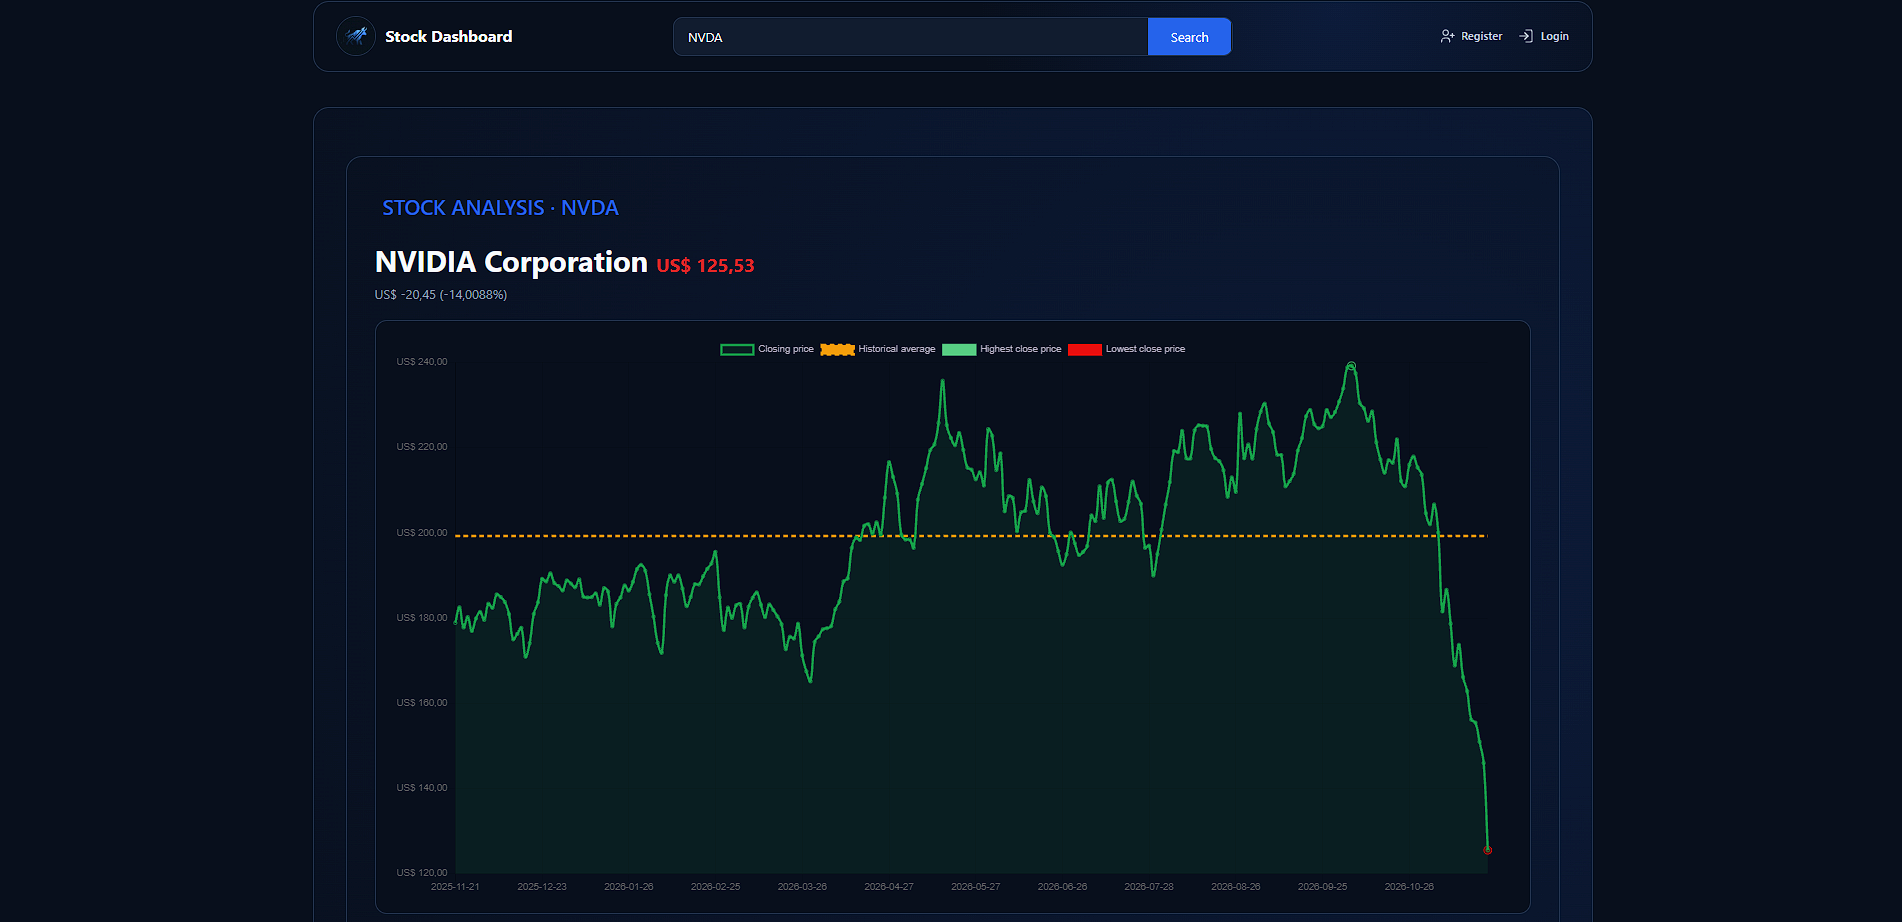 Stock Dashboard
NVDA
Search
Register
Login
STOCK ANALYSIS · NVDA
NVIDIA Corporation US$ 125,53
US$ -20,45 (-14,0088%)
Closing price
Historical average
Highest close price
Lowest close price
US$ 240,00
US$ 220,00
US$ 200,00
US$ 180,00
US$ 160,00
US$ 140,00
US$ 120,00
2025-11-21 2025-12-23 2026-01-26 2026-02-25 2026-03-26 2026-04-27 2026-05-27 2026-06-26 2026-07-28 2026-08-26 2026-09-25 2026-10-26